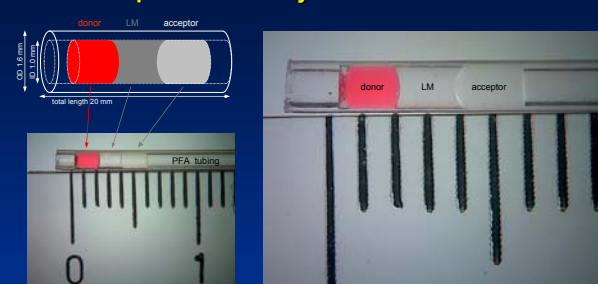 donor LM acceptor
OD 1.6 mm
ID 1.0 mm
total length 20 mm
PFA tubing
0 1
donor LM acceptor